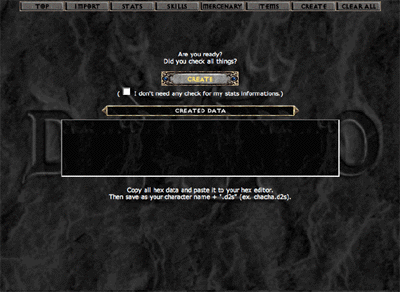 TOP IMPORT STATS SKILLS MERCENARY ITEMS CREATE CLEAR ALL
Are you ready?
Did you check all things?
CREATE
( I don't need any check for my stats informations.)
CREATED DATA
Copy all hex data and paste it to your hex editor.
Then save as your character name + ".d2s" (ex. chacha.d2s).